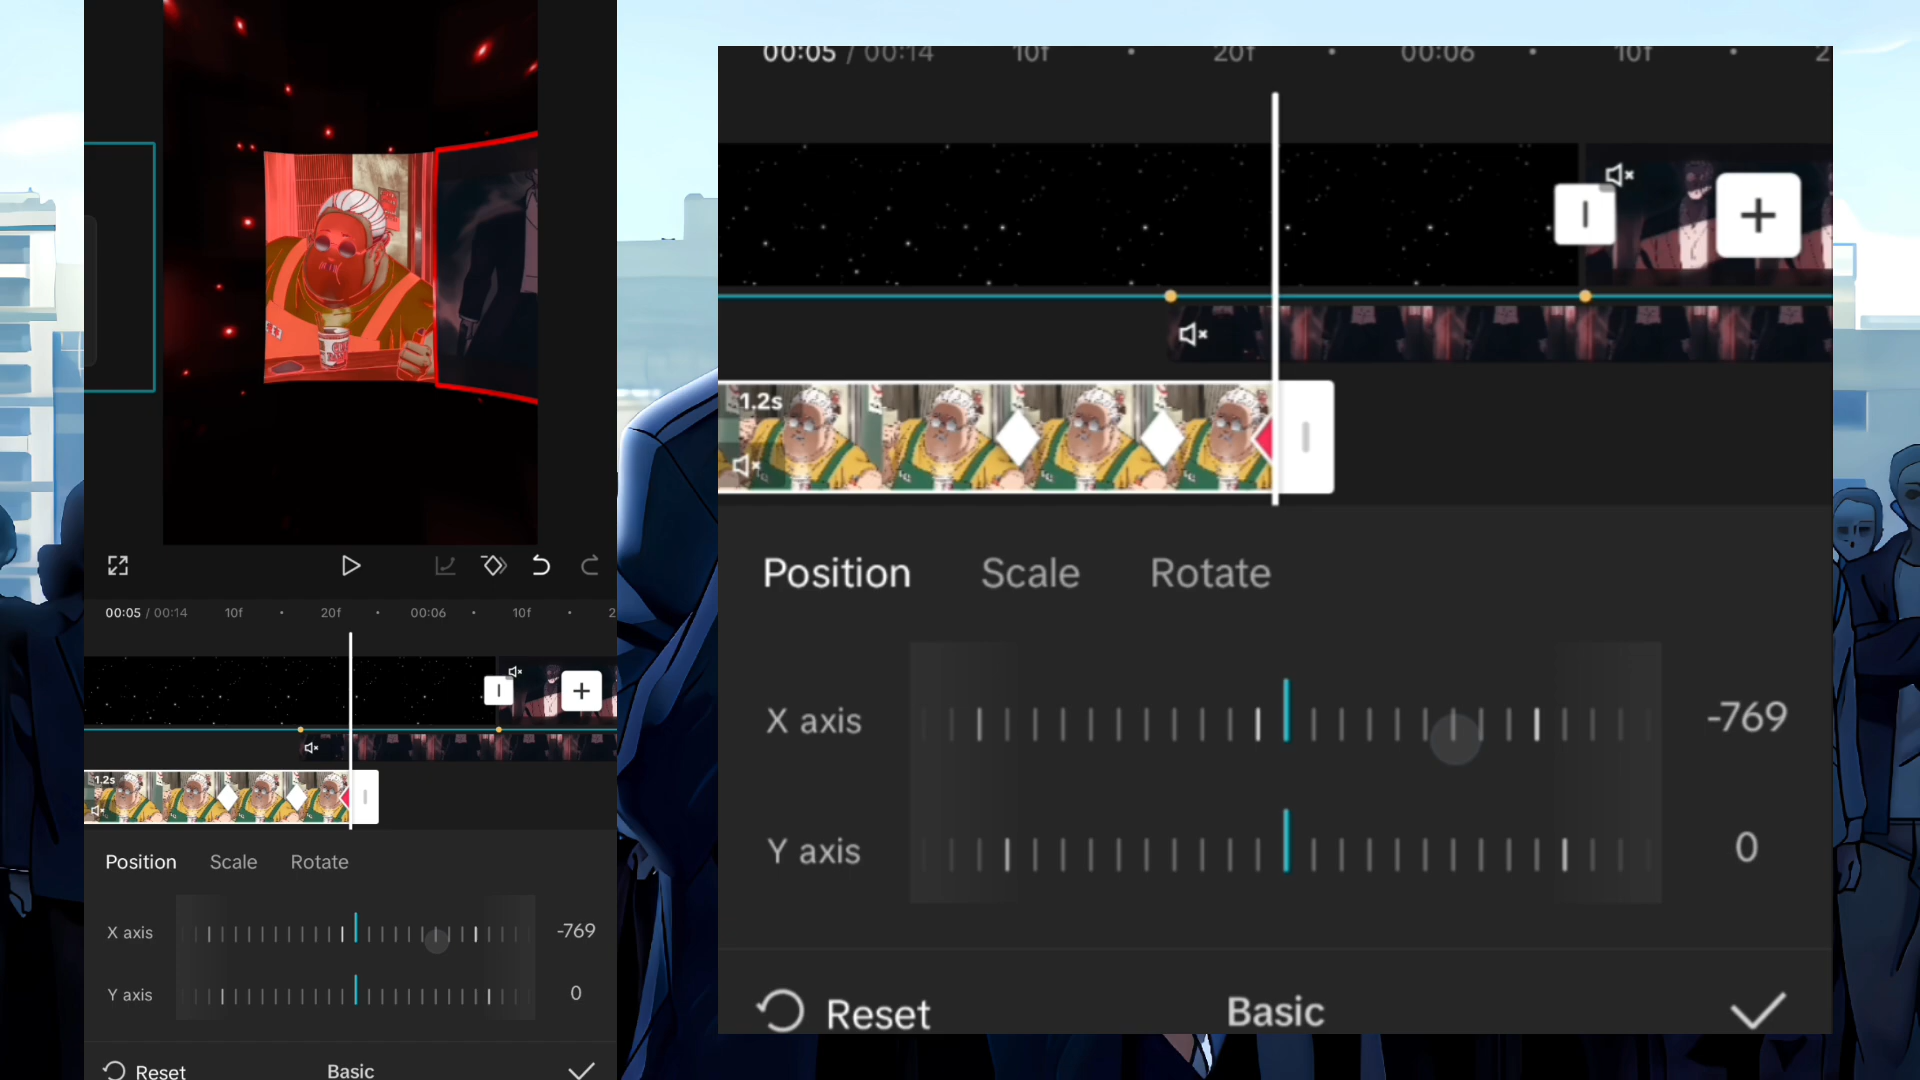 00:05 / 00:14 10f 20f 00:06 10f 2
1.2s
Position Scale Rotate
X axis -769
Y axis 0
Reset Basic
00:05 / 00:14 10f 20f 00:06 10f 2
1.2s
Position Scale Rotate
X axis -769
Y axis 0
Reset Basic